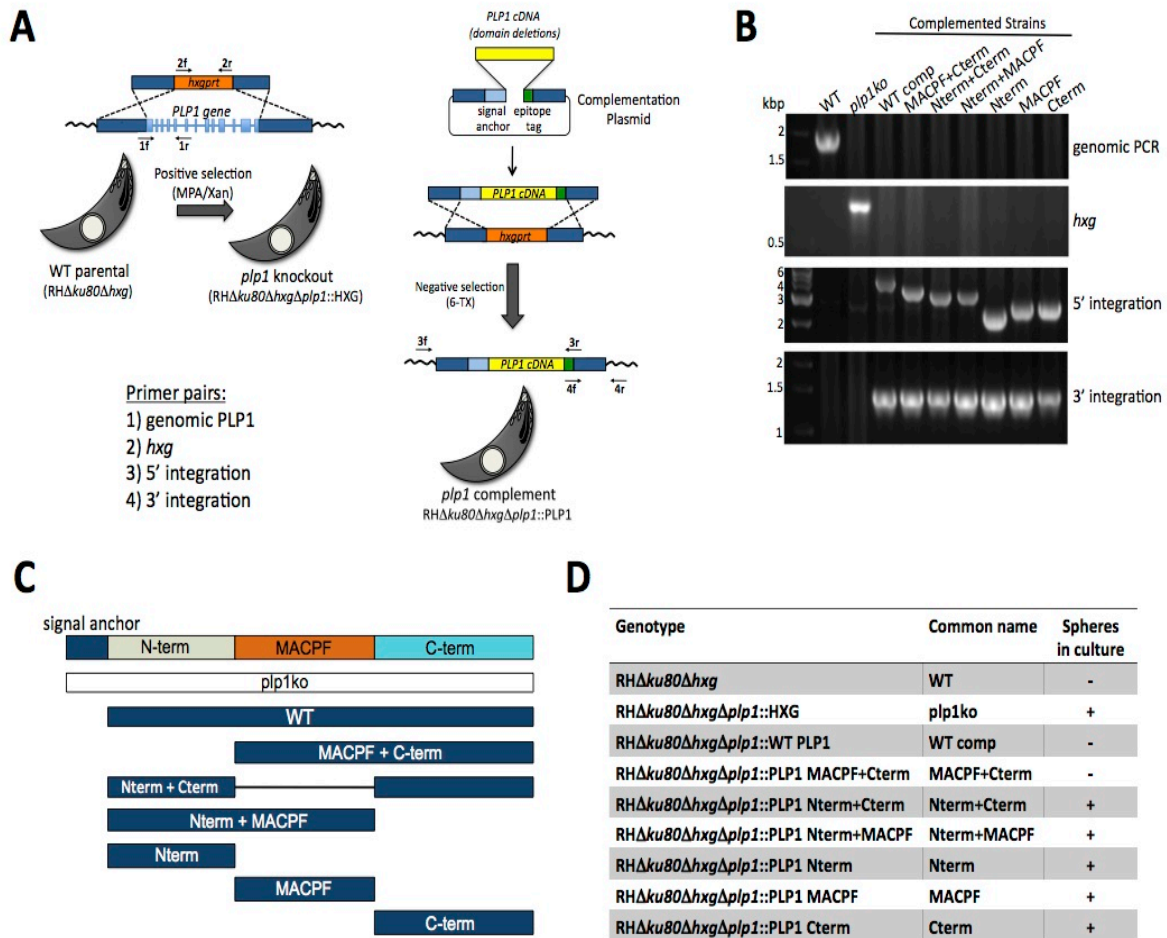 A
2f 2r
hxgprt
PLP1 gene
1f 1r
Positive selection
(MPA/Xan)
WT parental
(RHΔku80Δhxg)
plp1 knockout
(RHΔku80ΔhxgΔplp1::HXG)
Primer pairs:
1) genomic PLP1
2) hxg
3) 5’ integration
4) 3’ integration
PLP1 cDNA
(domain deletions)
signal anchor
epitope tag
Complementation Plasmid
PLP1 cDNA
hxgprt
Negative selection
(6-TX)
3f 3r
PLP1 cDNA
4f 4r
plp1 complement
RHΔku80ΔhxgΔplp1::PLP1
B
Complemented Strains
kbp
WT
plp1ko
WT comp
MACPF+Cterm
Nterm+Cterm
Nterm+MACPF
Nterm
MACPF
Cterm
2
1.5
genomic PCR
0.5
hxg
6
4
3
2
5’ integration
2
1.5
1
3’ integration
C
signal anchor
N-term MACPF C-term
plp1ko
WT
MACPF + C-term
Nterm + Cterm
Nterm + MACPF
Nterm
MACPF
C-term
D
Genotype Common name Spheres in culture
RHΔku80Δhxg WT -
RHΔku80ΔhxgΔplp1::HXG plp1ko +
RHΔku80ΔhxgΔplp1::WT PLP1 WT comp -
RHΔku80ΔhxgΔplp1::PLP1 MACPF+Cterm MACPF+Cterm -
RHΔku80ΔhxgΔplp1::PLP1 Nterm+Cterm Nterm+Cterm +
RHΔku80ΔhxgΔplp1::PLP1 Nterm+MACPF Nterm+MACPF +
RHΔku80ΔhxgΔplp1::PLP1 Nterm Nterm +
RHΔku80ΔhxgΔplp1::PLP1 MACPF MACPF +
RHΔku80ΔhxgΔplp1::PLP1 Cterm Cterm +